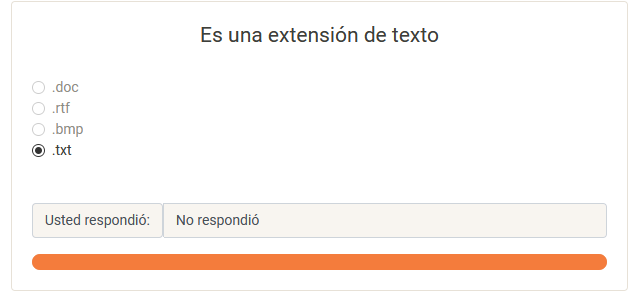 Es una extensión de texto
.doc
.rtf
.bmp
.txt
Usted respondió: No respondió